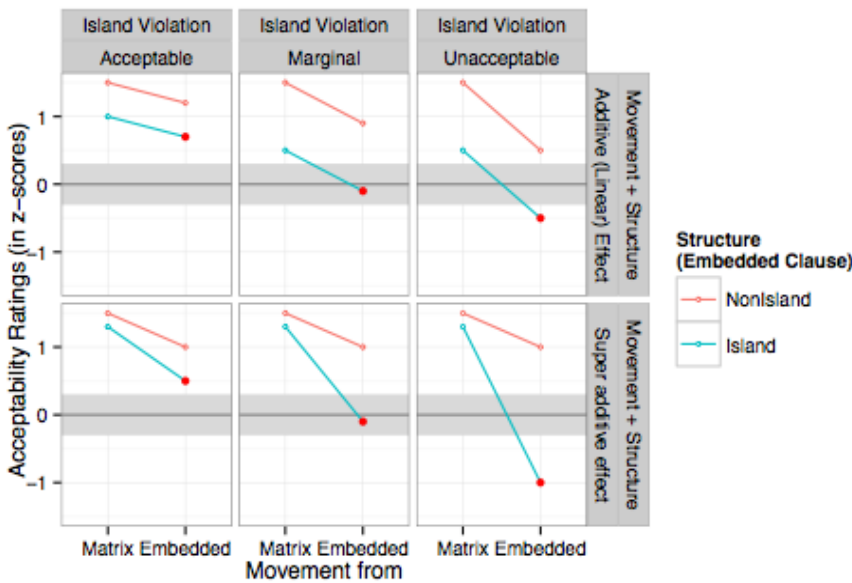 Island Violation
Island Violation
Island Violation
Acceptable
Marginal
Unacceptable
Acceptability Ratings (in z−scores)
1
0
−1
Movement + Structure
Additive (Linear) Effect
1
0
−1
Movement + Structure
Super additive effect
Structure
(Embedded Clause)
NonIsland
Island
Matrix Embedded
Matrix Embedded
Matrix Embedded
Movement from